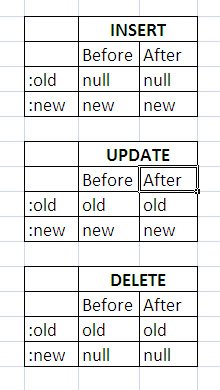 INSERT
Before After
:old null null
:new new new
UPDATE
Before After
:old old old
:new new new
DELETE
Before After
:old old old
:new null null